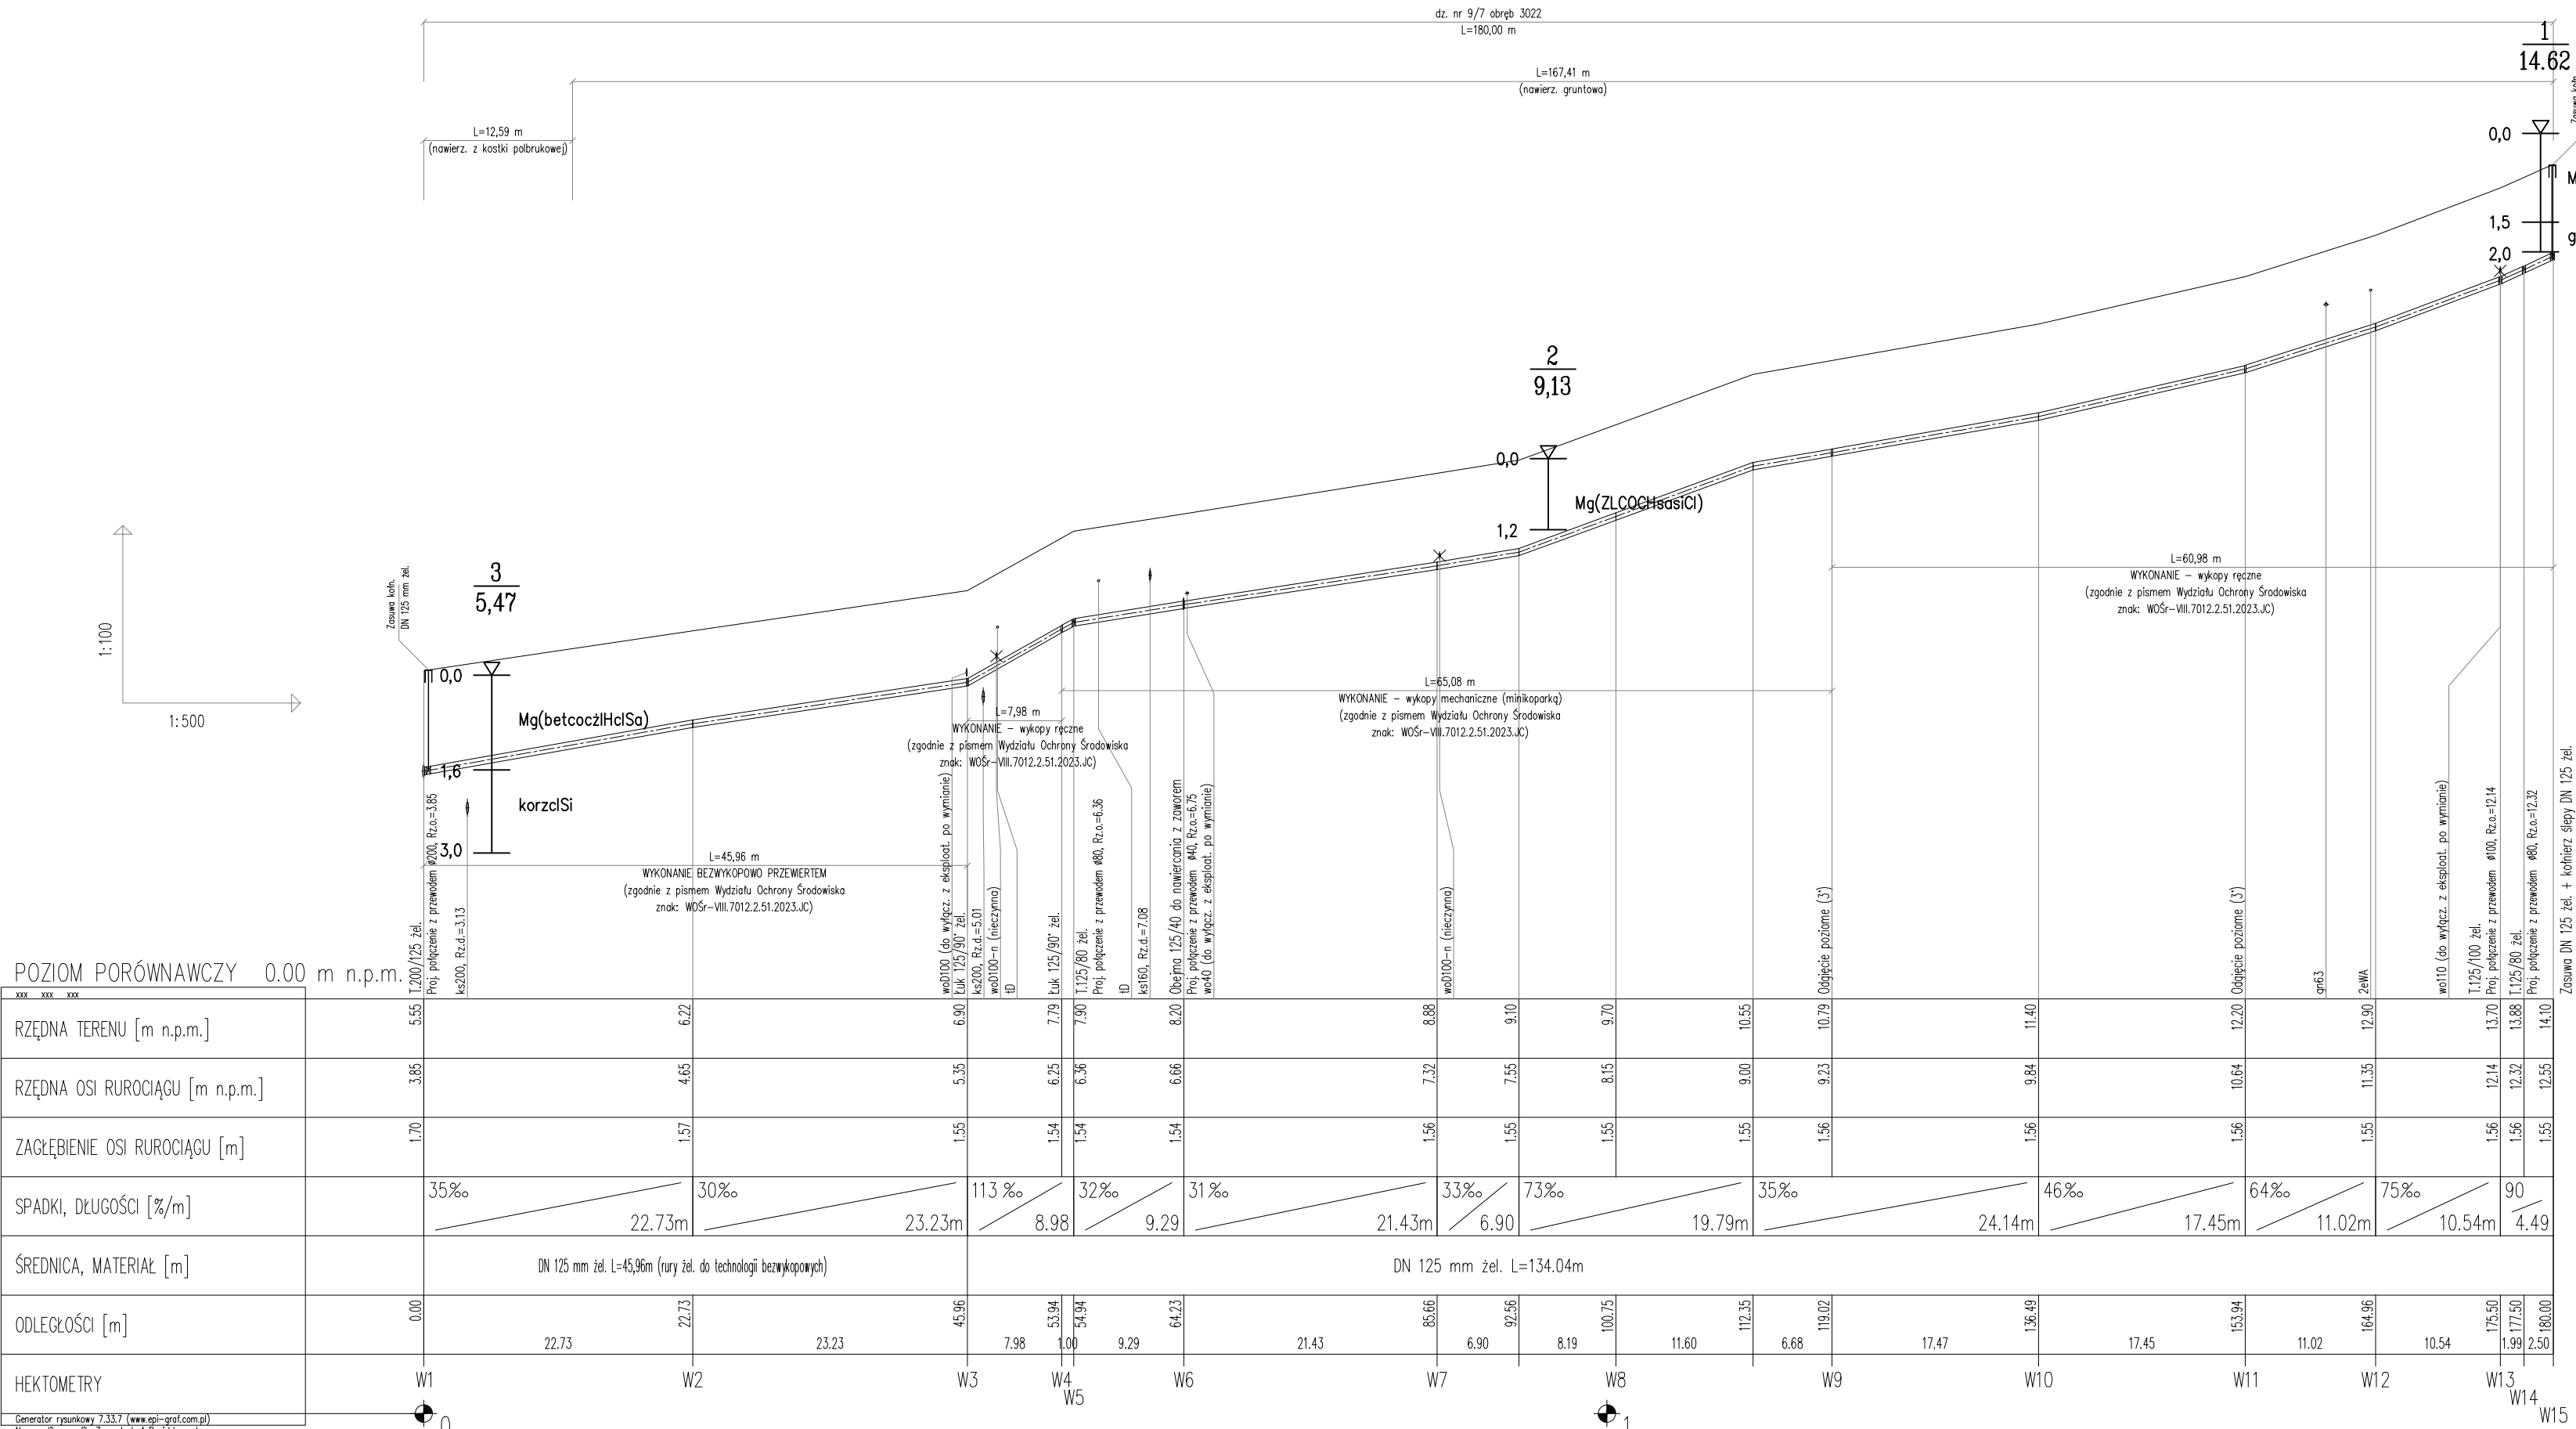 dz. nr 9/7 obręb 3022
L=180,00 m
1
14.62
L=167,41 m
(nawierz. gruntowa)
L=12,59 m
(nawierz. z kostki polbrukowej)
0,0
1,5
2,0
2
9,13
0,0
1,2
Mg(ZLCOCHsasiCl)
3
5,47
Zasuwa kołn.
DN 125 mm żel.
0,0
1,6
3,0
Mg(betcocżlHclSa)
korzclSi
1:100
1:500
L=60,98 m
WYKONANIE – wykopy ręczne
(zgodnie z pismem Wydziału Ochrony Środowiska
znak: WOŚr-VIII.7012.2.51.2023.JC)
L=65,08 m
WYKONANIE – wykopy mechaniczne (minikoparką)
(zgodnie z pismem Wydziału Ochrony Środowiska
znak: WOŚr-VIII.7012.2.51.2023.JC)
L=7,98 m
WYKONANIE – wykopy ręczne
(zgodnie z pismem Wydziału Ochrony Środowiska
znak: WOŚr-VIII.7012.2.51.2023.JC)
L=45,96 m
WYKONANIE BEZWYKOPOWO PRZEWIERTEM
(zgodnie z pismem Wydziału Ochrony Środowiska
znak: WOŚr-VIII.7012.2.51.2023.JC)
T.200/125 żel.
Proj. połączenie z przewodem ø200, Rz.o.=3.85
ks200, Rz.d.=3.13
woD100 (do wyłącz. z eksploat. po wymianie)
Łuk 125/90° żel.
ks200, Rz.d.=5.01
woD100-n (nieczynna)
tD
Łuk 125/90° żel.
T.125/80 żel.
Proj. połączenie z przewodem ø80, Rz.o.=6.36
tD
ks160, Rz.d.=7.08
Obejma 125/40 do nawiercania z zaworem
Proj. połączenie z przewodem ø40, Rz.o.=6.75
wo40 (do wyłącz. z eksploat. po wymianie)
woD100-n (nieczynna)
Odgięcie poziome (3°)
Odgięcie poziome (3°)
gn63
2eWA
wo110 (do wyłącz. z eksploat. po wymianie)
T.125/100 żel.
Proj. połączenie z przewodem ø100, Rz.o.=12.14
T.125/80 żel.
Proj. połączenie z przewodem ø80, Rz.o.=12.32
Zasuwa DN 125 żel. + kołnierz ślepy DN 125 żel.
POZIOM PORÓWNAWCZY 0.00 m n.p.m.
xxx xxx xxx
RZĘDNA TERENU [m n.p.m.] 5.55 6.22 6.90 7.79 7.90 8.20 8.88 9.10 9.70 10.55 10.79 11.40 12.20 12.90 13.70 13.88 14.10
RZĘDNA OSI RUROCIĄGU [m n.p.m.] 3.85 4.65 5.35 6.25 6.36 6.66 7.32 7.55 8.15 9.00 9.23 9.84 10.64 11.35 12.14 12.32 12.55
ZAGŁĘBIENIE OSI RUROCIĄGU [m] 1.70 1.57 1.55 1.54 1.54 1.54 1.56 1.55 1.55 1.55 1.56 1.56 1.56 1.55 1.56 1.56 1.55
SPADKI, DŁUGOŚCI [%/m] 35‰ 30‰ 113‰ 32‰ 31‰ 33‰ 73‰ 35‰ 46‰ 64‰ 75‰ 90
22.73m 23.23m 8.98 9.29 21.43m 6.90 19.79m 24.14m 17.45m 11.02m 10.54m 4.49
ŚREDNICA, MATERIAŁ [m] DN 125 mm żel. L=45,96m (rury żel. do technologii bezwykopowych) DN 125 mm żel. L=134.04m
ODLEGŁOŚCI [m] 0.00 22.73 45.96 53.94 54.94 64.23 85.66 92.56 100.75 112.35 119.02 136.49 153.94 164.96 175.50 177.50 180.00
22.73 23.23 7.98 1.00 9.29 21.43 6.90 8.19 11.60 6.68 17.47 17.45 11.02 10.54 1.99 2.50
HEKTOMETRY W1 W2 W3 W4 W5 W6 W7 W8 W9 W10 W11 W12 W13 W14 W15
0 1
Generator rysunkowy 7.33.7 (www.epi-graf.com.pl)